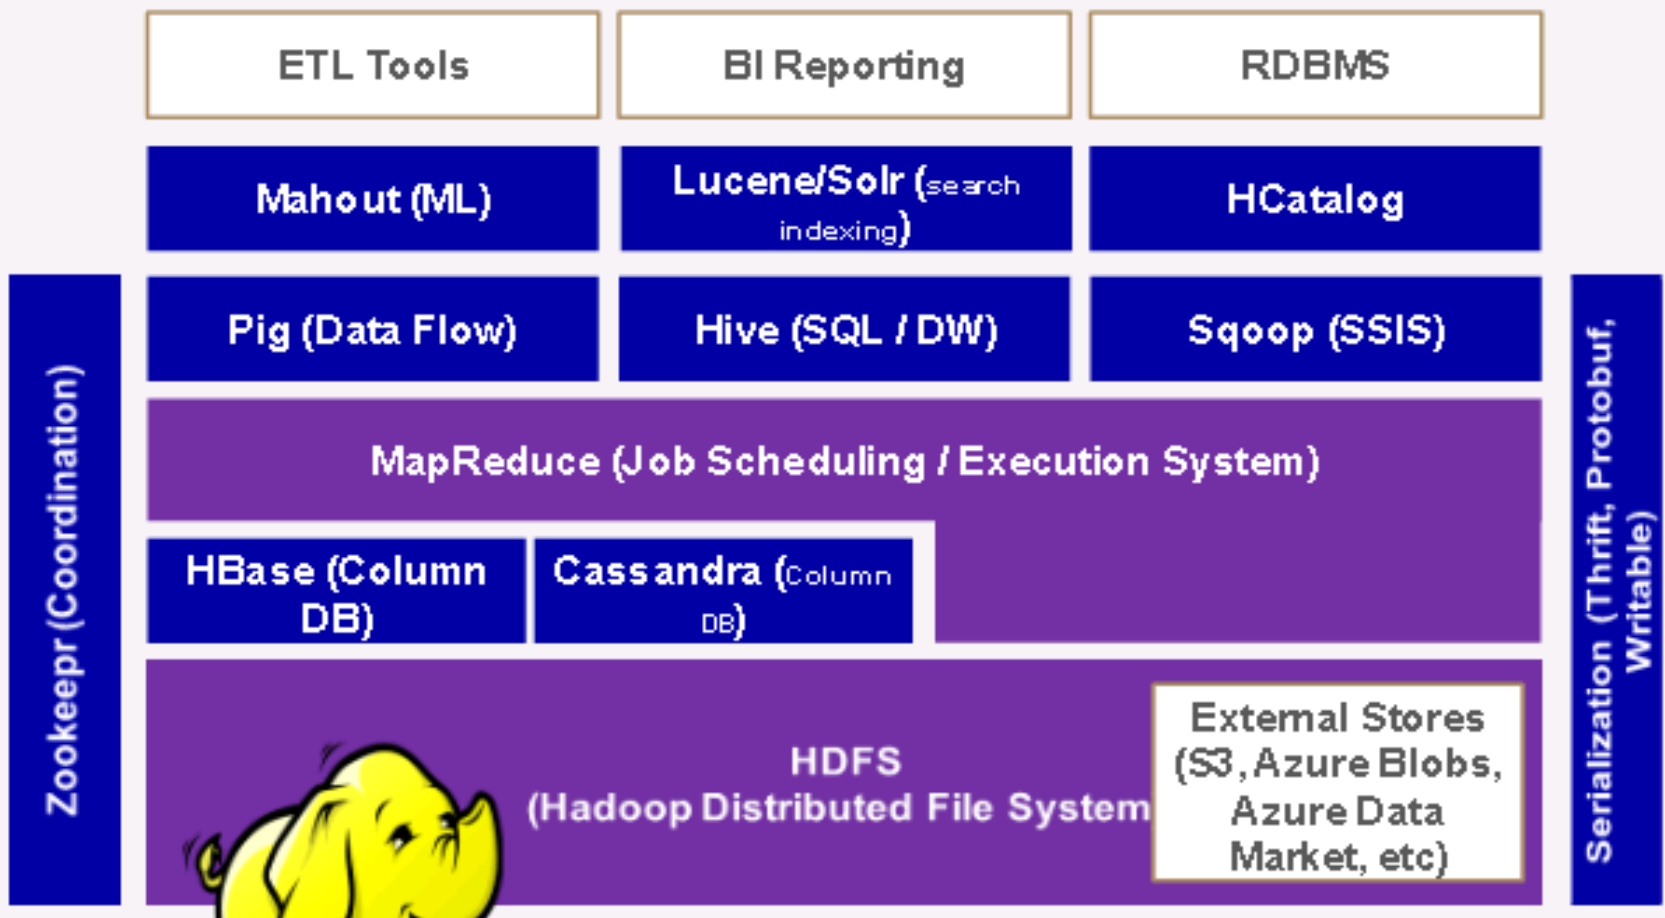 ETL Tools
BI Reporting
RDBMS
Mahout (ML)
Lucene/Solr (search
indexing)
HCatalog
Pig (Data Flow)
Hive (SQL / DW)
Sqoop (SSIS)
Zookeepr (Coordination)
MapReduce (Job Scheduling / Execution System)
HBase (Column
DB)
Cassandra (Column
DB)
HDFS
(Hadoop Distributed File System
External Stores
(S3, Azure Blobs,
Azure Data
Market, etc)
Serialization (Thrift, Protobuf,
Writable)